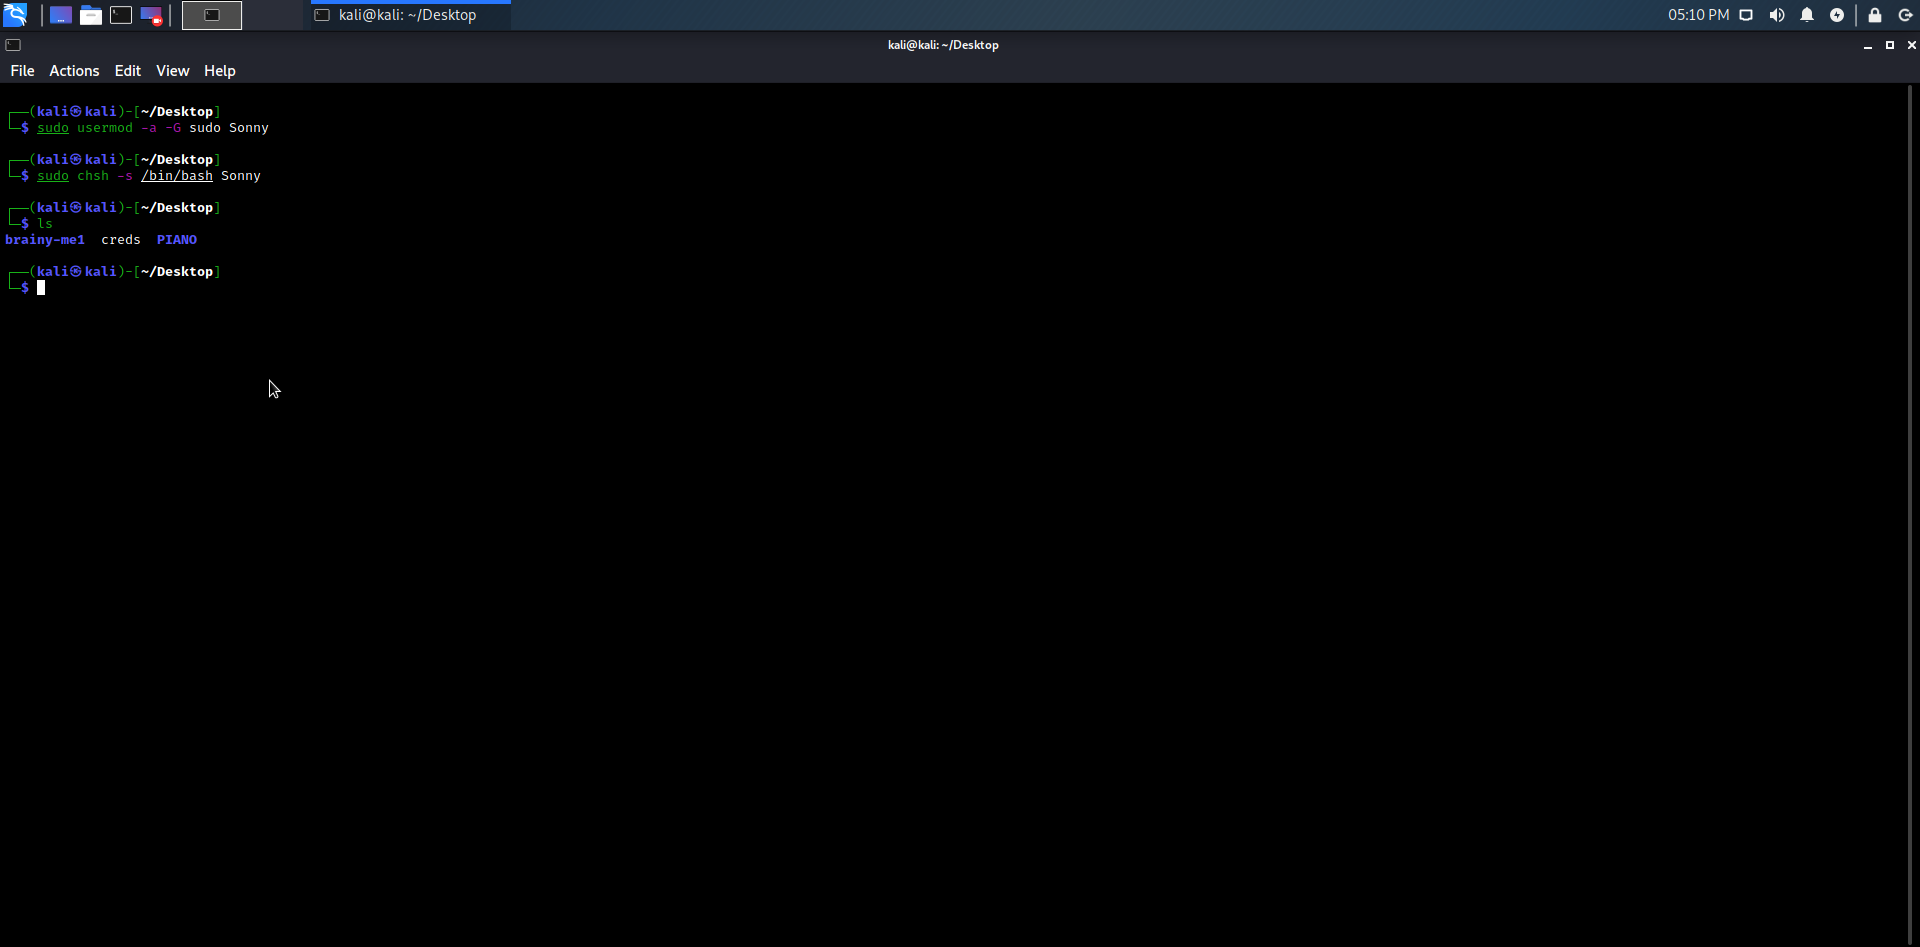 kali@kali: ~/Desktop
05:10 PM
kali@kali: ~/Desktop
File Actions Edit View Help
┌──(kali㉿kali)-[~/Desktop]
└─$ sudo usermod -a -G sudo Sonny
┌──(kali㉿kali)-[~/Desktop]
└─$ sudo chsh -s /bin/bash Sonny
┌──(kali㉿kali)-[~/Desktop]
└─$ ls
brainy-me1 creds PIANO
┌──(kali㉿kali)-[~/Desktop]
└─$